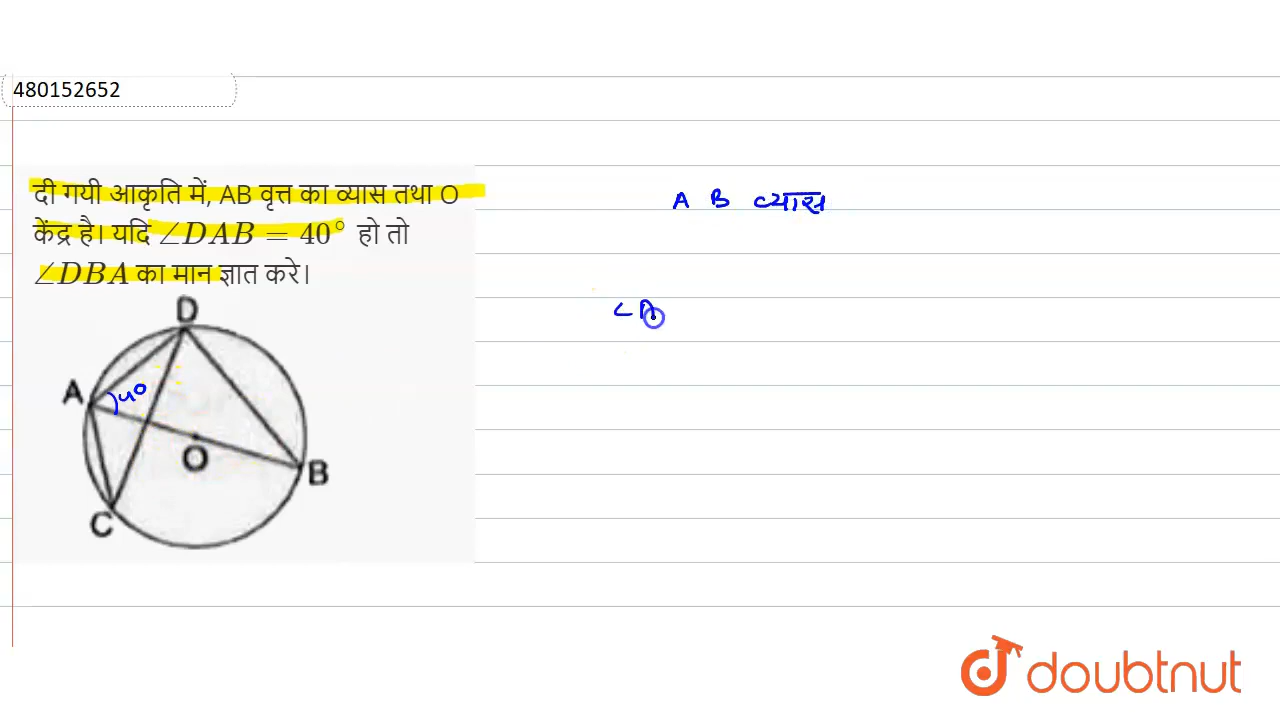 480152652
दी गयी आकृति में, AB वृत्त का व्यास तथा O
केंद्र है। यदि ∠DAB = 40° हो तो
∠DBA का मान ज्ञात करे।
A B व्यास
∠A
D
A
40
O
B
C
doubtnut